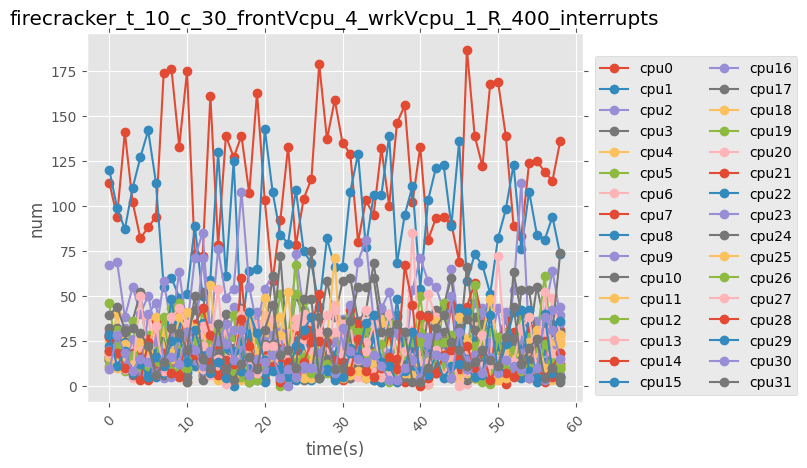 firecracker_t_10_c_30_frontVcpu_4_wrkVcpu_1_R_400_interrupts
175
150
125
100
75
50
25
0
num
0
10
20
30
40
50
60
time(s)
cpu0
cpu1
cpu2
cpu3
cpu4
cpu5
cpu6
cpu7
cpu8
cpu9
cpu10
cpu11
cpu12
cpu13
cpu14
cpu15
cpu16
cpu17
cpu18
cpu19
cpu20
cpu21
cpu22
cpu23
cpu24
cpu25
cpu26
cpu27
cpu28
cpu29
cpu30
cpu31